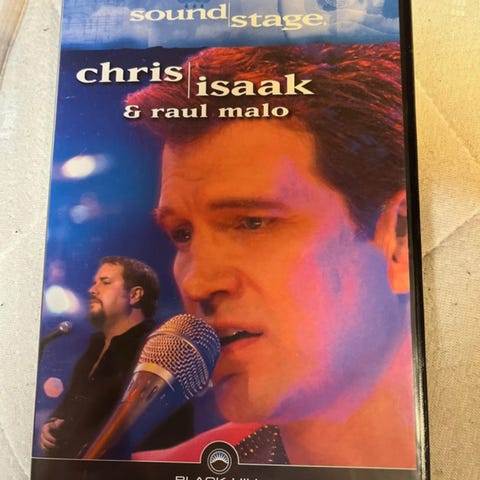 sound|stage®
chris|isaak
& raul malo